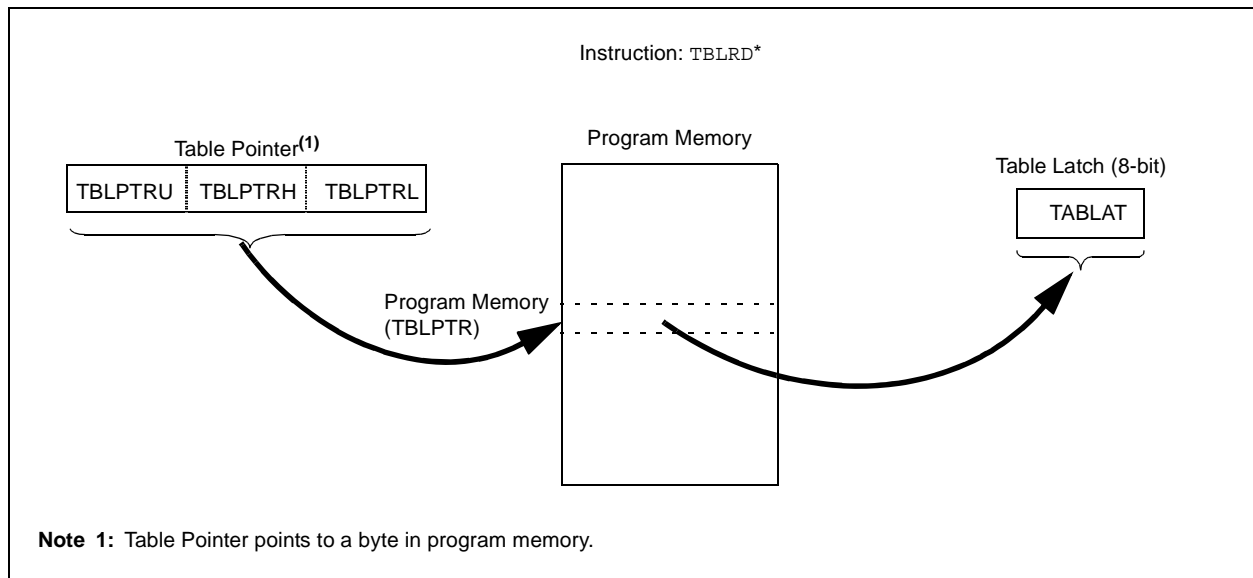 Instruction: TBLRD*
Table Pointer(1)
TBLPTRU TBLPTRH TBLPTRL
Program Memory
Table Latch (8-bit)
TABLAT
Program Memory
(TBLPTR)
Note 1: Table Pointer points to a byte in program memory.